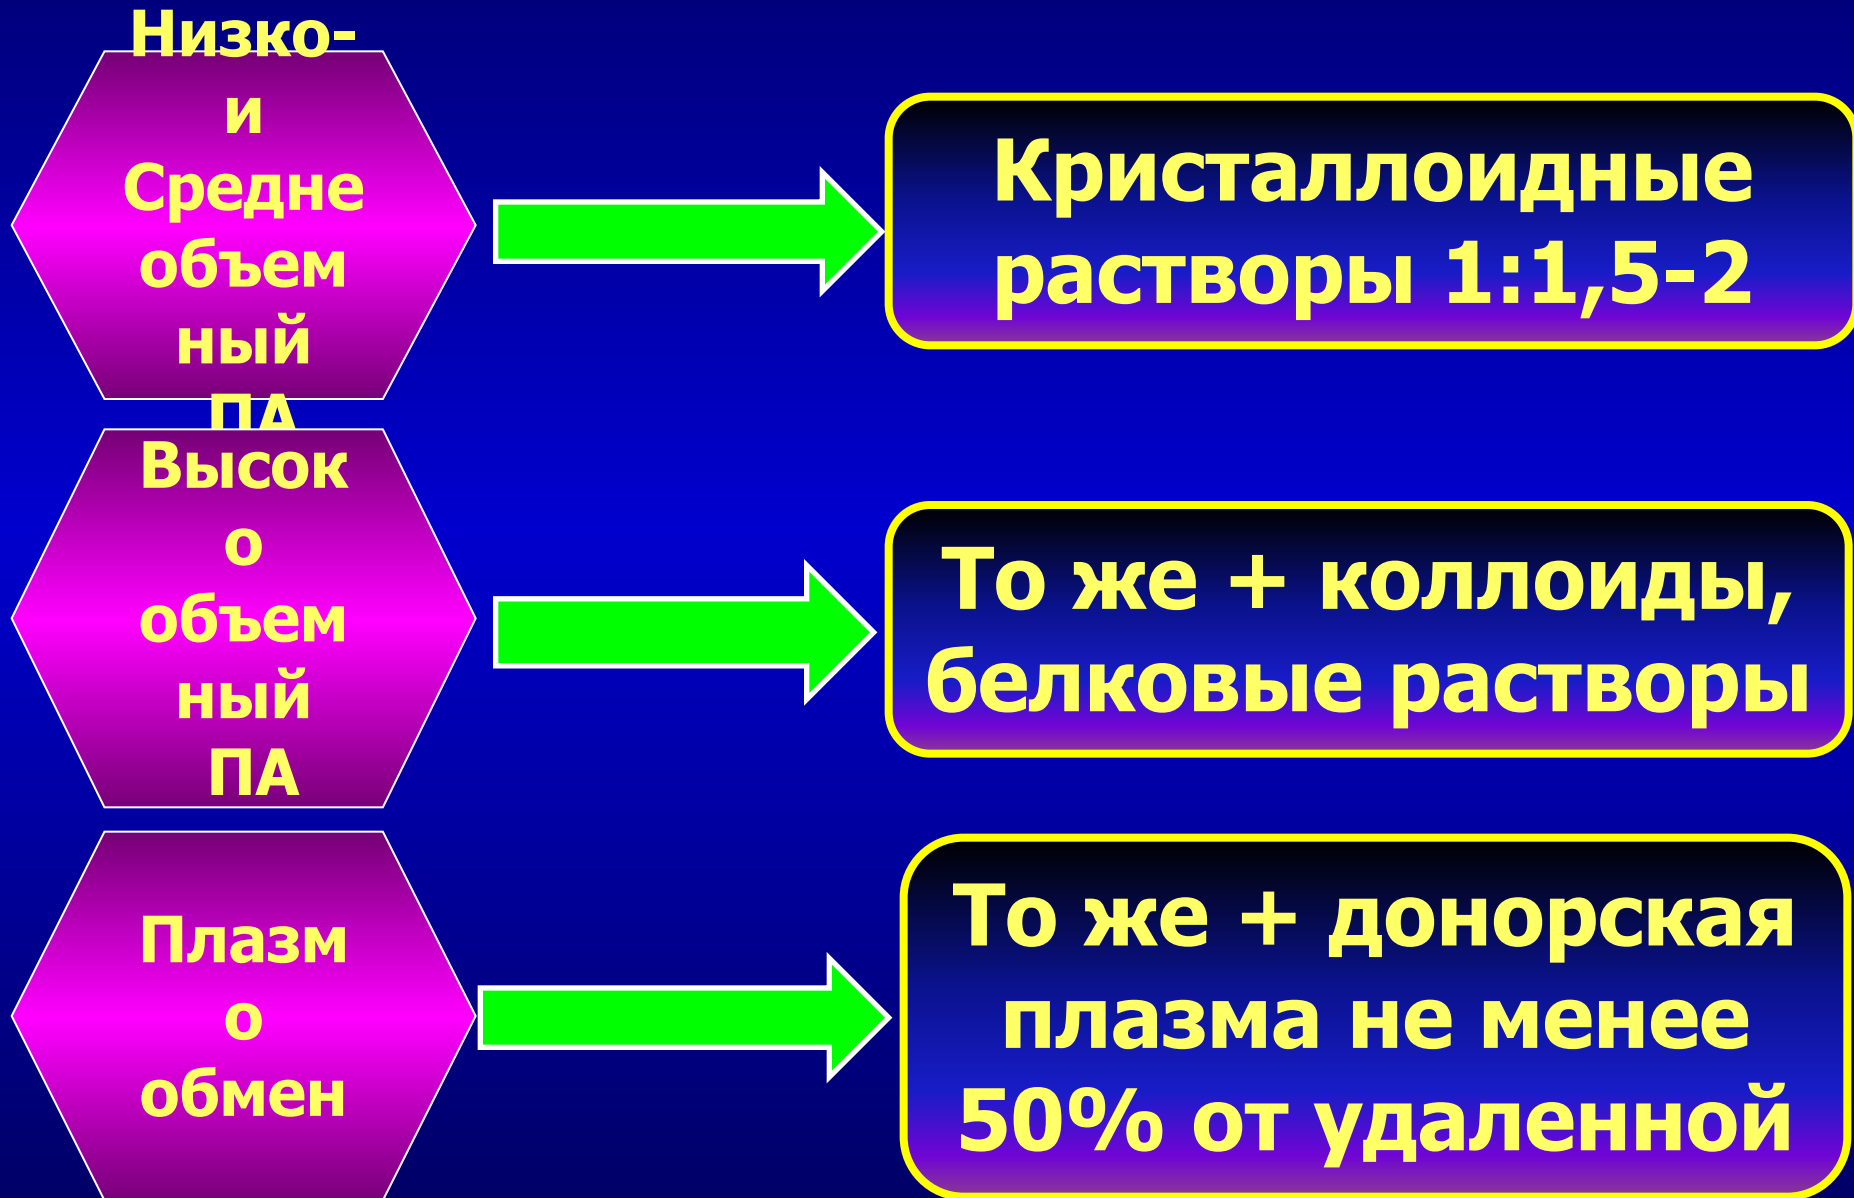 Низко-
и
Средне
объем
ный
ПА
Кристаллоидные
растворы 1:1,5-2
Высок
о
объем
ный
ПА
То же + коллоиды,
белковые растворы
Плазм
о
обмен
То же + донорская
плазма не менее
50% от удаленной